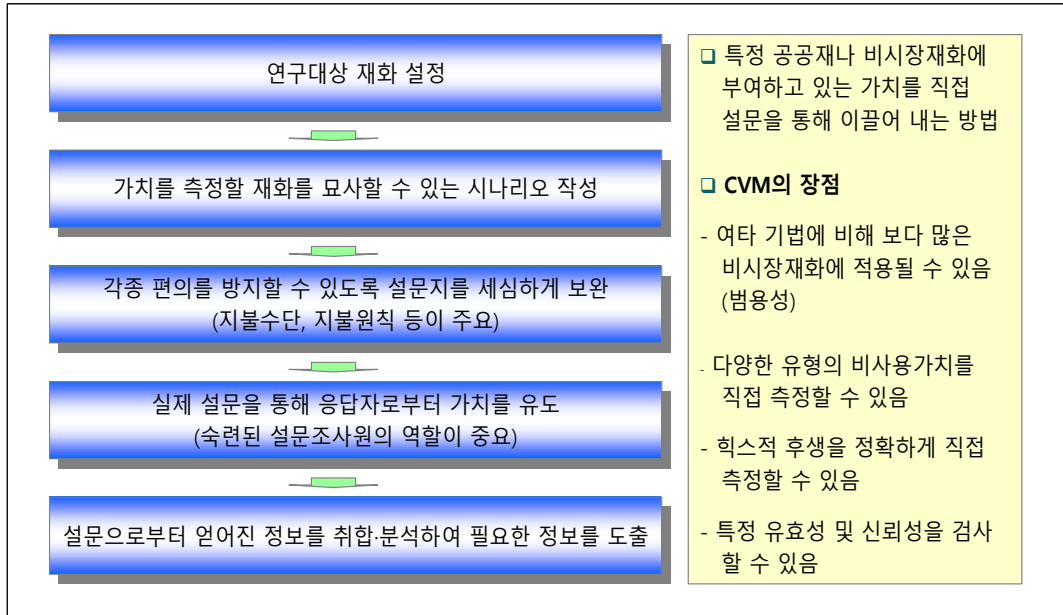 연구대상 재화 설정
가치를 측정할 재화를 묘사할 수 있는 시나리오 작성
각종 편의를 방지할 수 있도록 설문지를 세심하게 보완
(지불수단, 지불원칙 등이 주요)
실제 설문을 통해 응답자로부터 가치를 유도
(숙련된 설문조사원의 역할이 중요)
설문으로부터 얻어진 정보를 취합·분석하여 필요한 정보를 도출
❑ 특정 공공재나 비시장재화에
부여하고 있는 가치를 직접
설문을 통해 이끌어 내는 방법
❑ CVM의 장점
- 여타 기법에 비해 보다 많은
비시장재화에 적용될 수 있음
(범용성)
- 다양한 유형의 비사용가치를
직접 측정할 수 있음
- 힉스적 후생을 정확하게 직접
측정할 수 있음
- 특정 유효성 및 신뢰성을 검사
할 수 있음